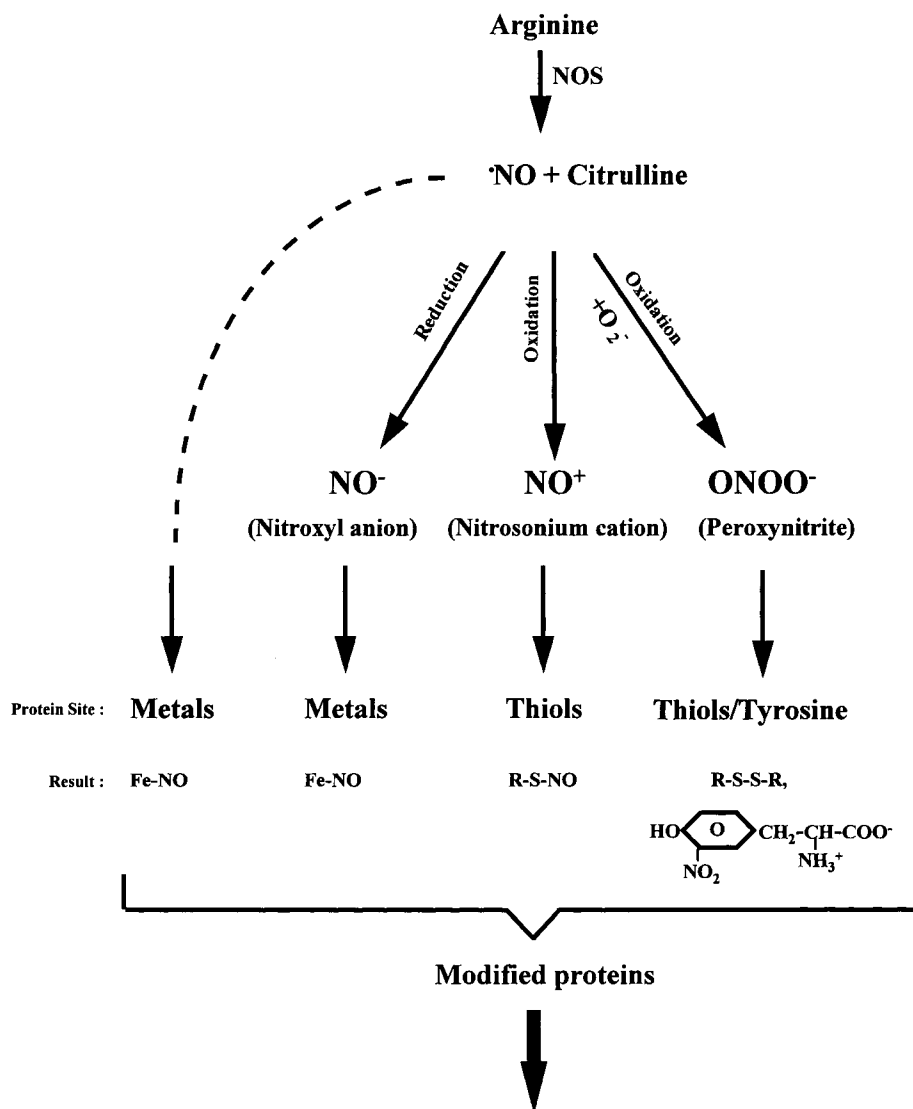 Arginine
NOS
·NO + Citrulline
Reduction
Oxidation
Oxidation
+O₂·⁻
NO⁻
(Nitroxyl anion)
NO⁺
(Nitrosonium cation)
ONOO⁻
(Peroxynitrite)
Protein Site : Metals Metals Thiols Thiols/Tyrosine
Result : Fe-NO Fe-NO R-S-NO R-S-S-R,
HO O CH₂-CH-COO⁻
NO₂ NH₃⁺
Modified proteins